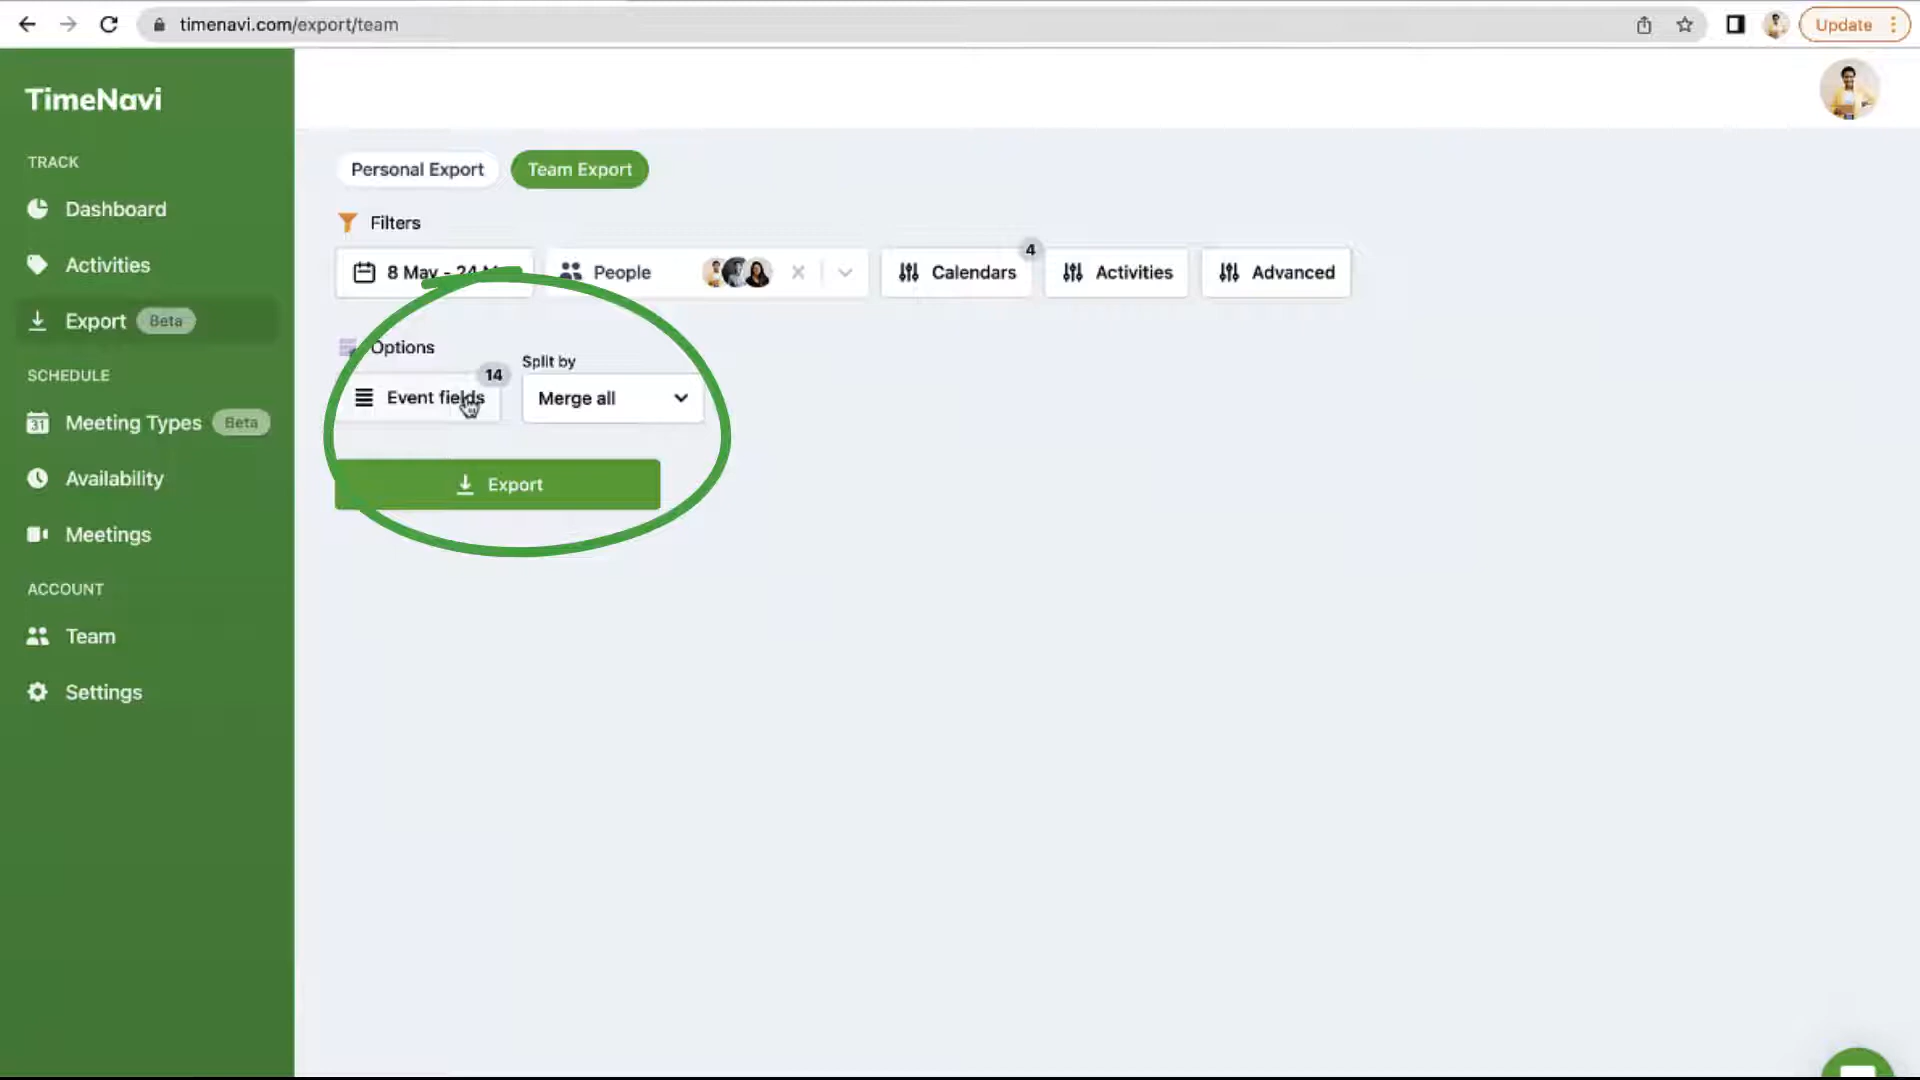 timenavi.com/export/team
Update
TimeNavi
TRACK
Dashboard
Activities
Export Beta
SCHEDULE
31 Meeting Types Beta
Availability
Meetings
ACCOUNT
Team
Settings
Personal Export Team Export
Filters
8 May - 24 People Calendars 4 Activities Advanced
Options
Event fields 14
Split by
Merge all
Export